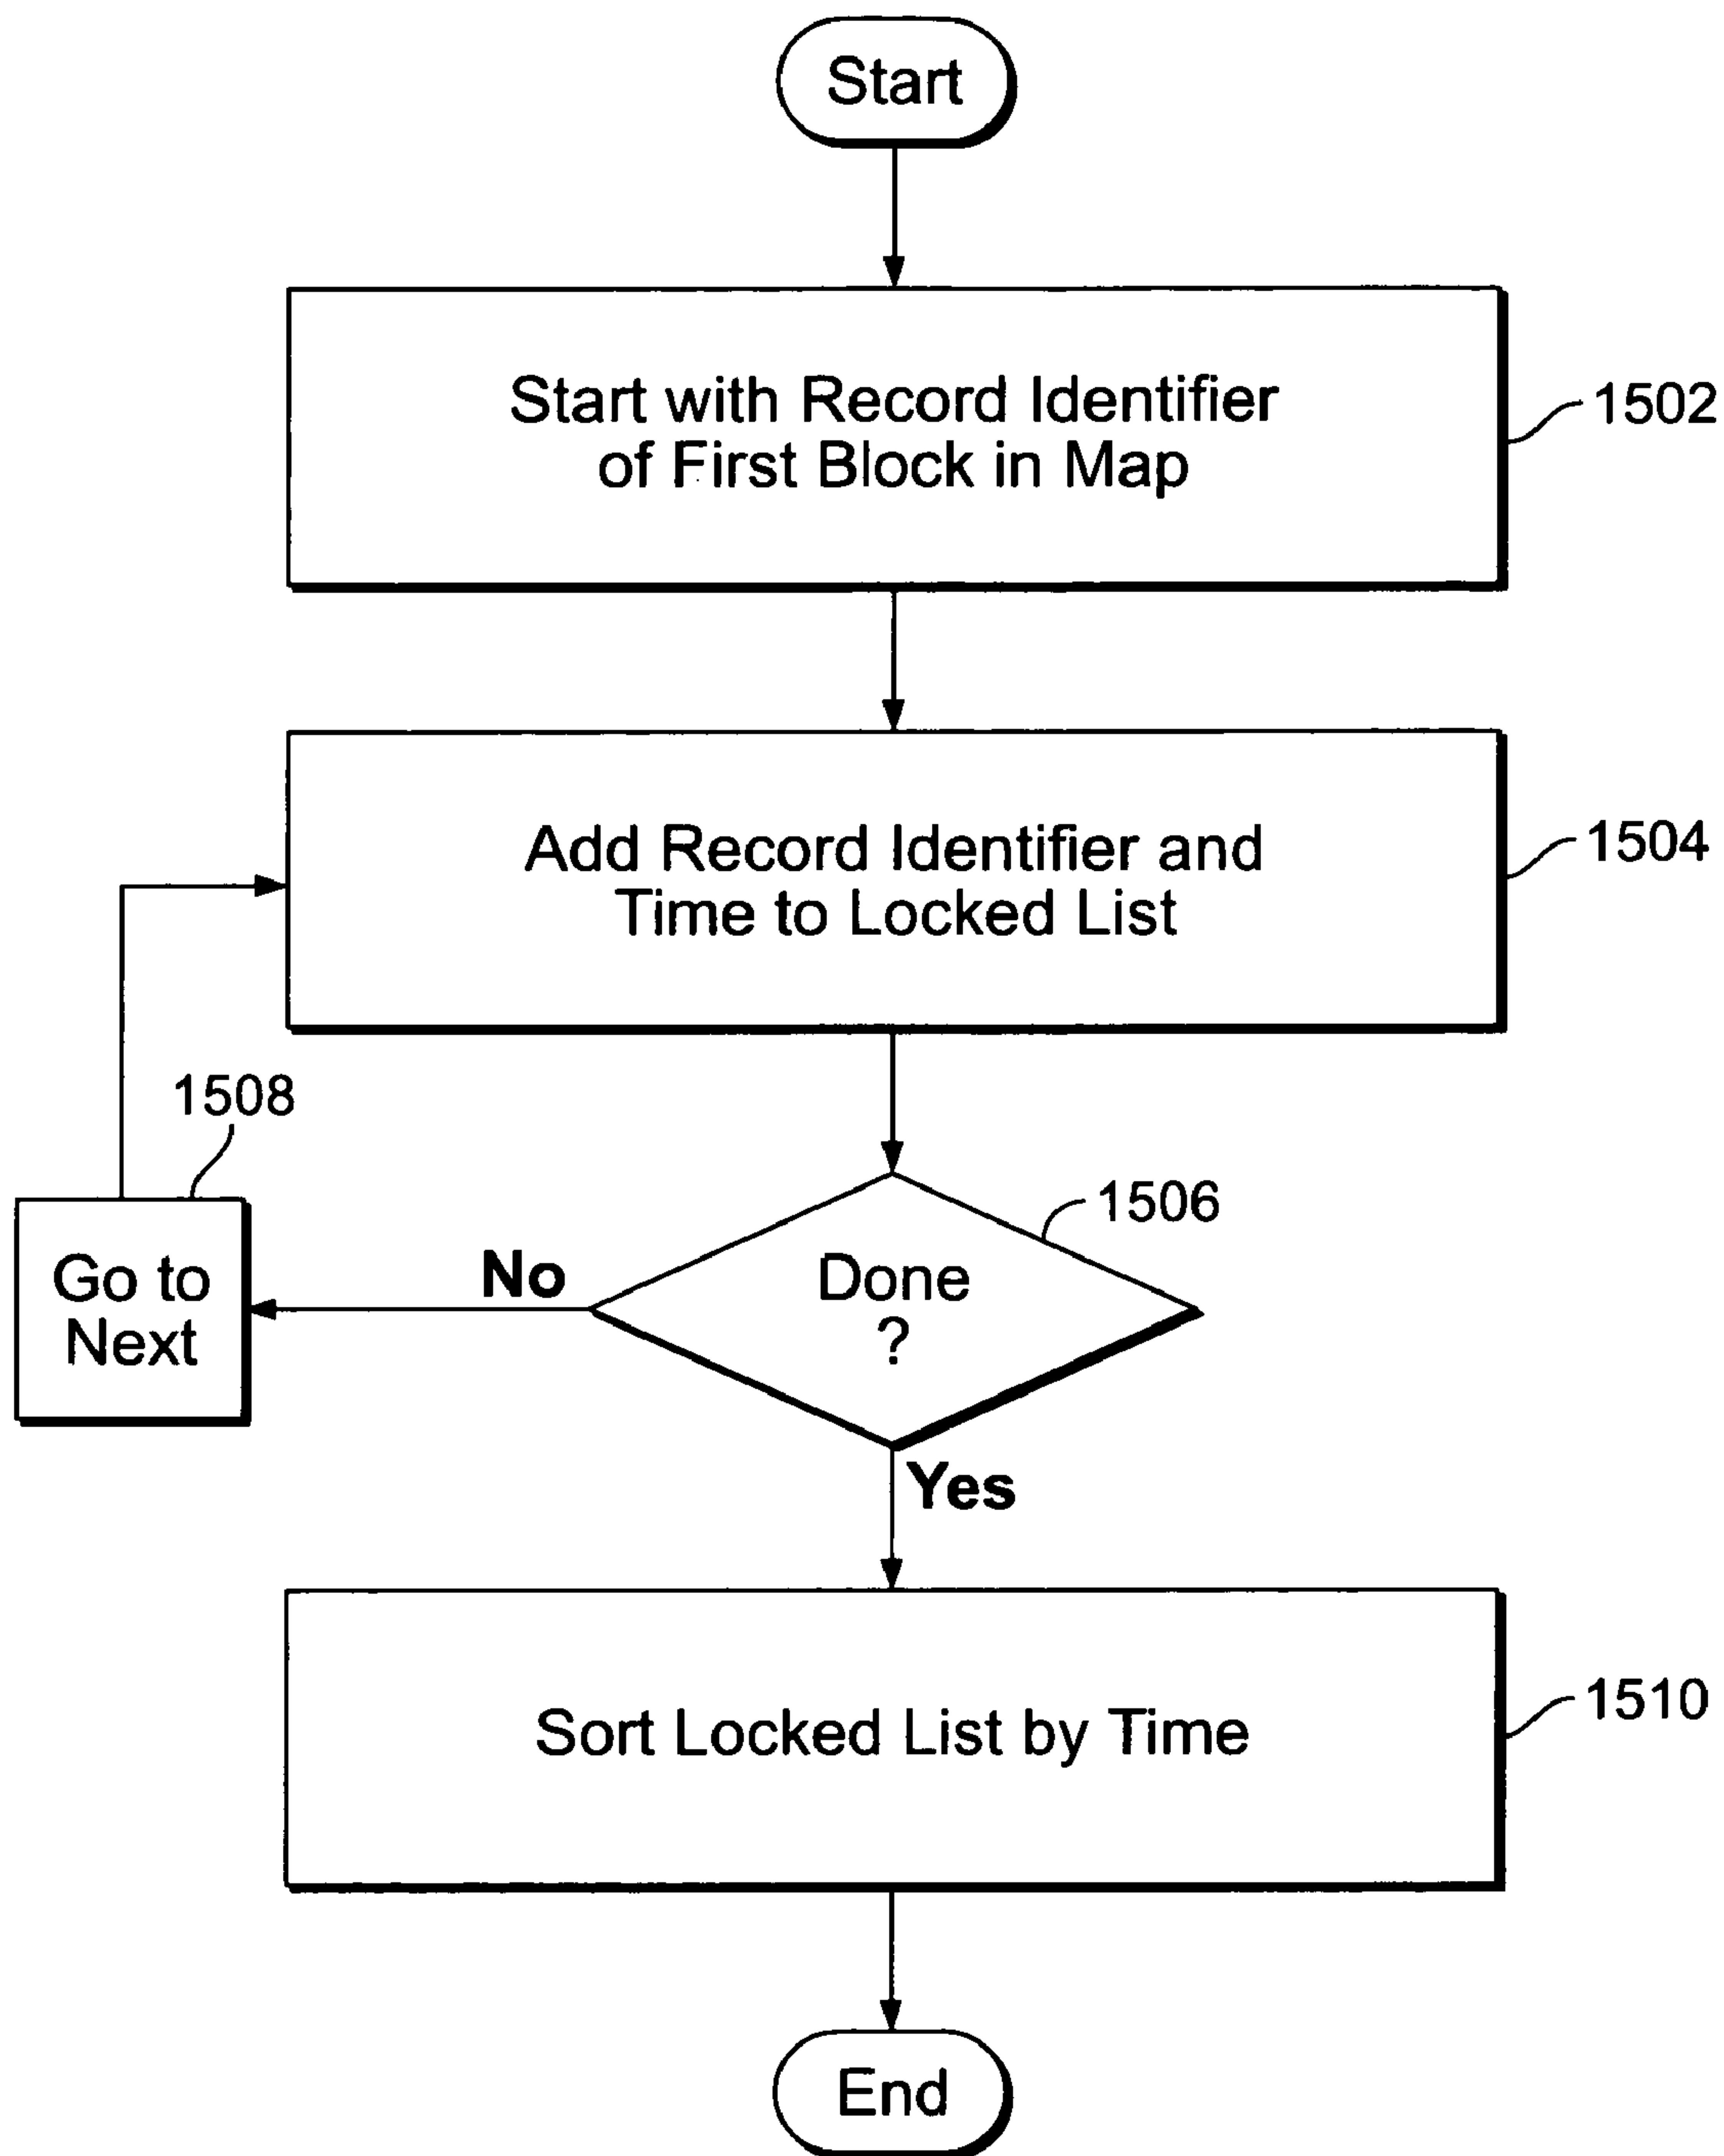 Start
Start with Record Identifier
of First Block in Map
1502
Add Record Identifier and
Time to Locked List
1504
1508
1506
Go to
Next
No
Done
?
Yes
Sort Locked List by Time
1510
End